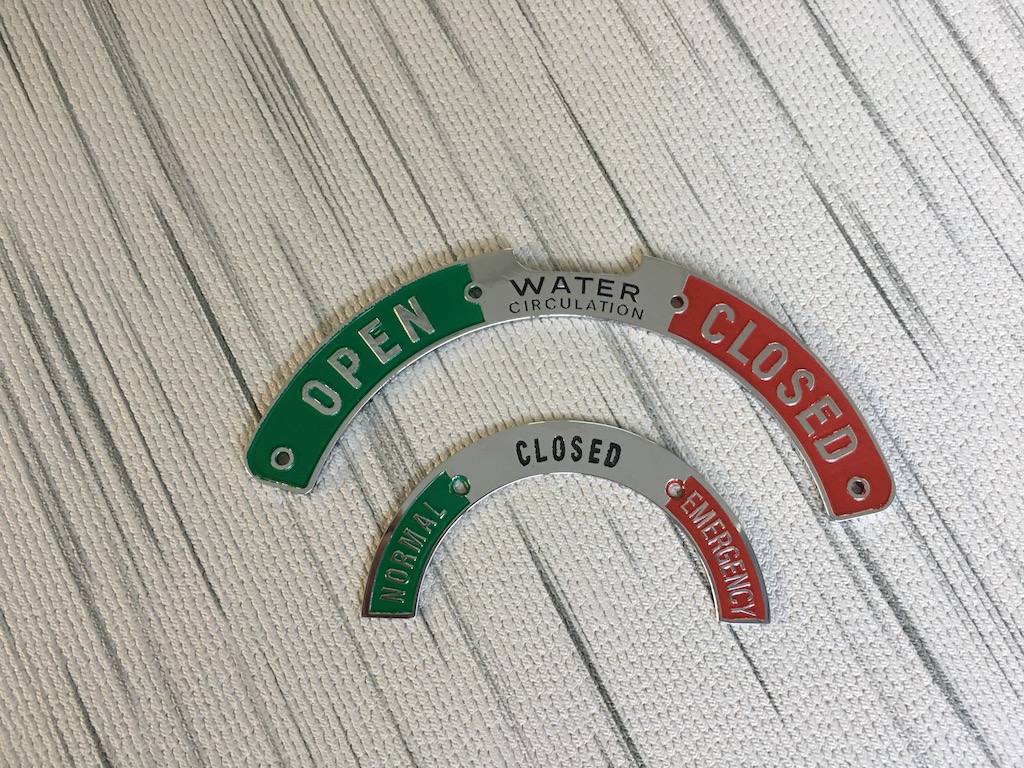 OPEN
WATER
CIRCULATION
CLOSED
NORMAL
CLOSED
EMERGENCY